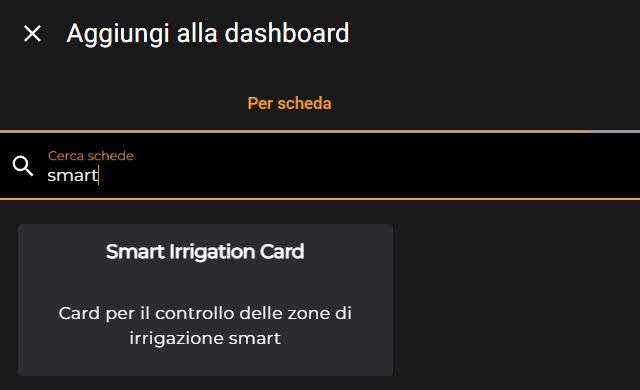 Aggiungi alla dashboard
Per scheda
Cerca schede
smart
Smart Irrigation Card
Card per il controllo delle zone di
irrigazione smart